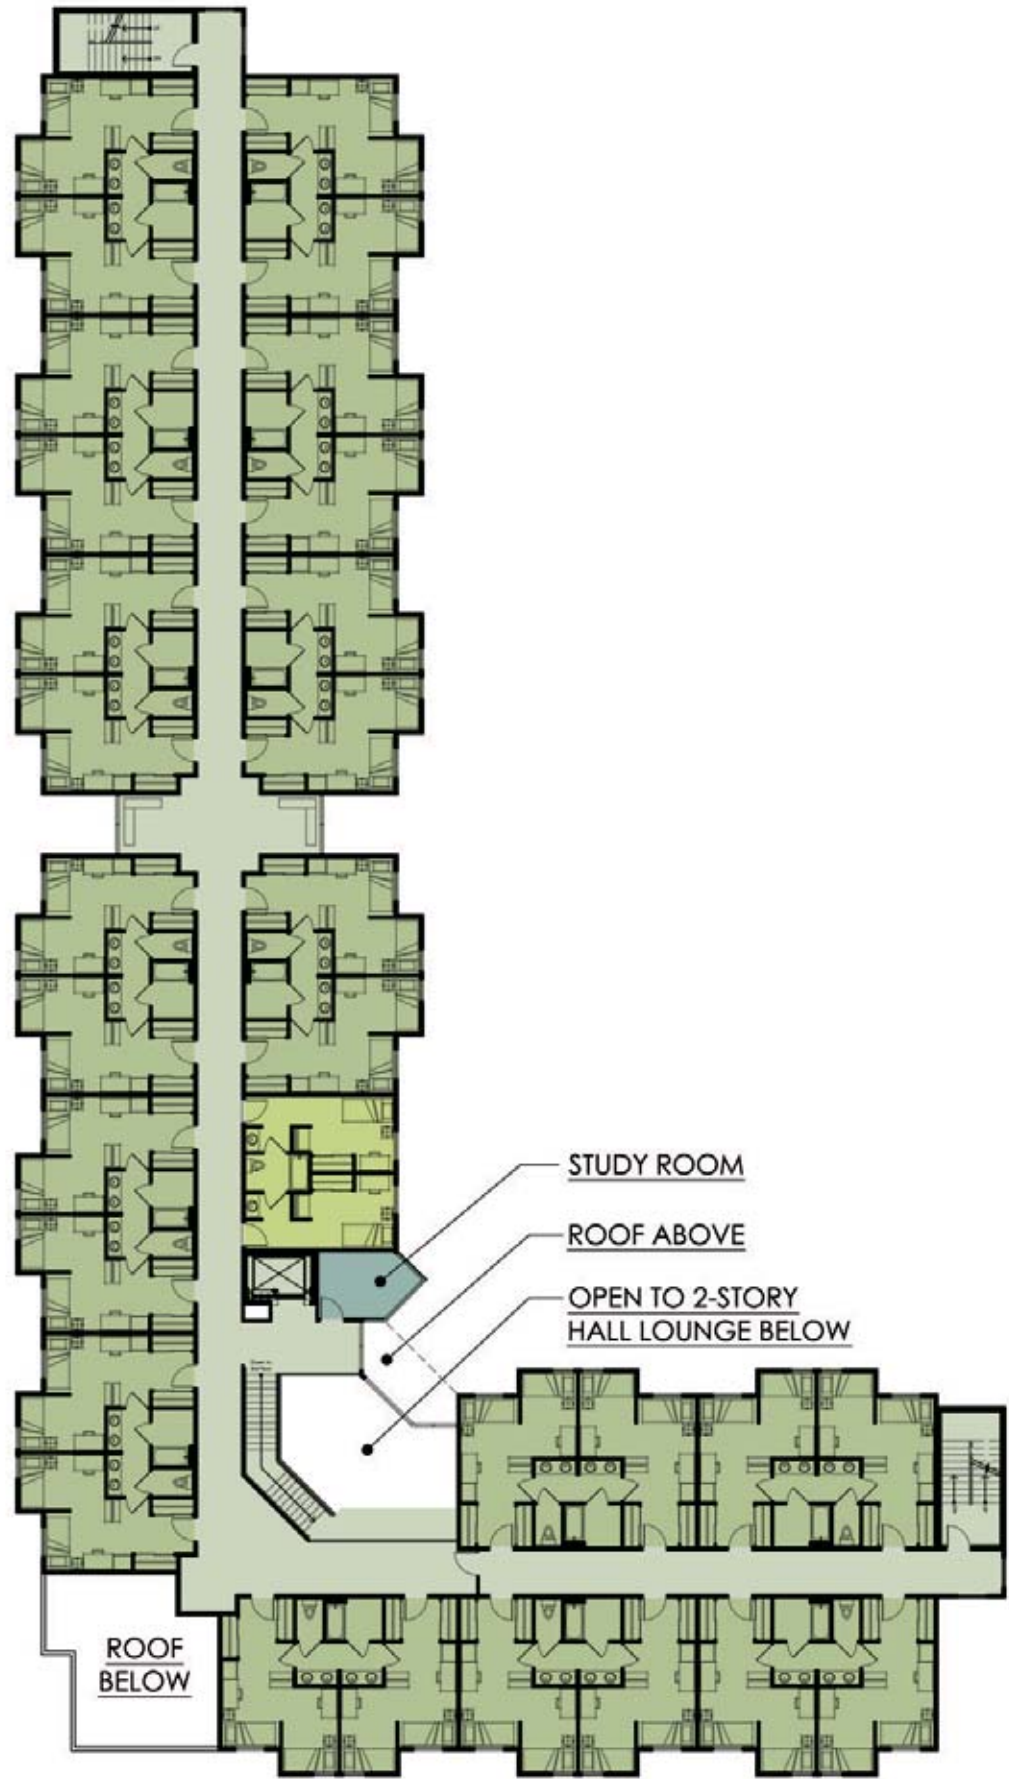 STUDY ROOM
ROOF ABOVE
OPEN TO 2-STORY
HALL LOUNGE BELOW
ROOF
BELOW